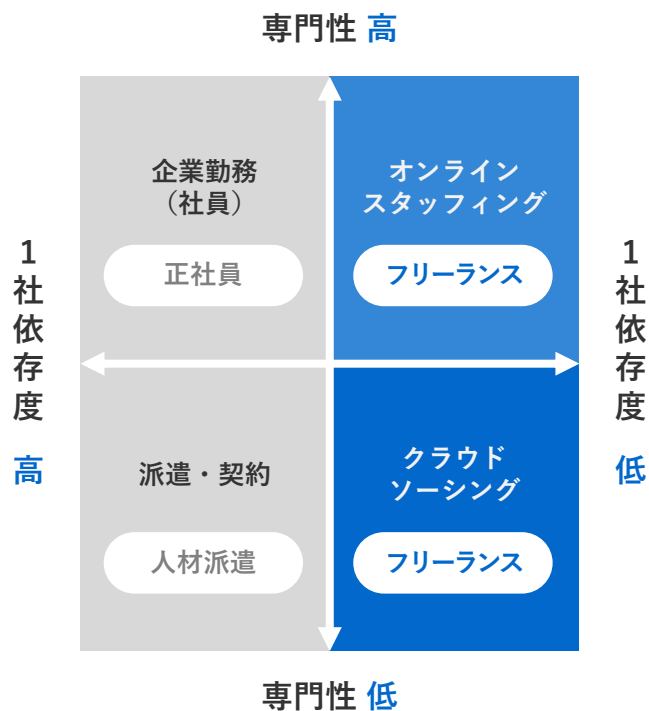 専門性 高
企業勤務
（社員）
正社員
オンライン
スタッフィング
フリーランス
1社依存度 高
1社依存度 低
派遣・契約
人材派遣
クラウド
ソーシング
フリーランス
専門性 低